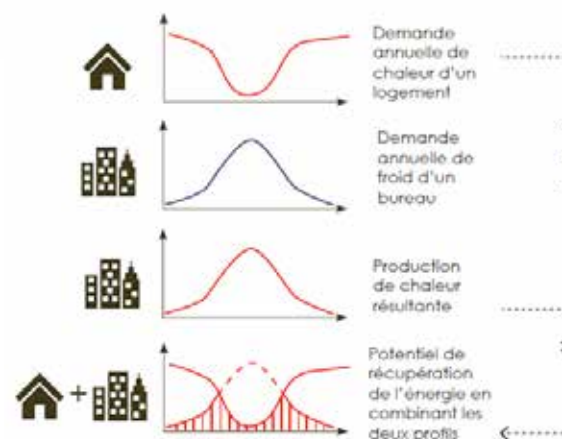 Demande
annuelle de
chaleur d'un
logement
Demande
annuelle de
froid d'un
bureau
Production
de chaleur
résultante
+
Potentiel de
récupération
de l'énergie en
combinant les
deux profils